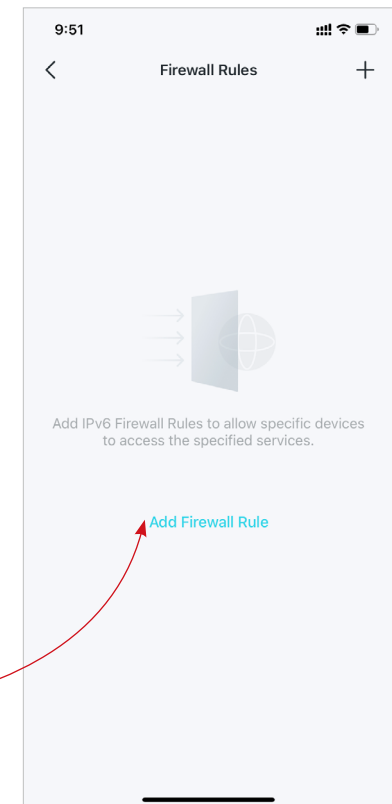 9:51
Firewall Rules
Add IPv6 Firewall Rules to allow specific devices
to access the specified services.
Add Firewall Rule